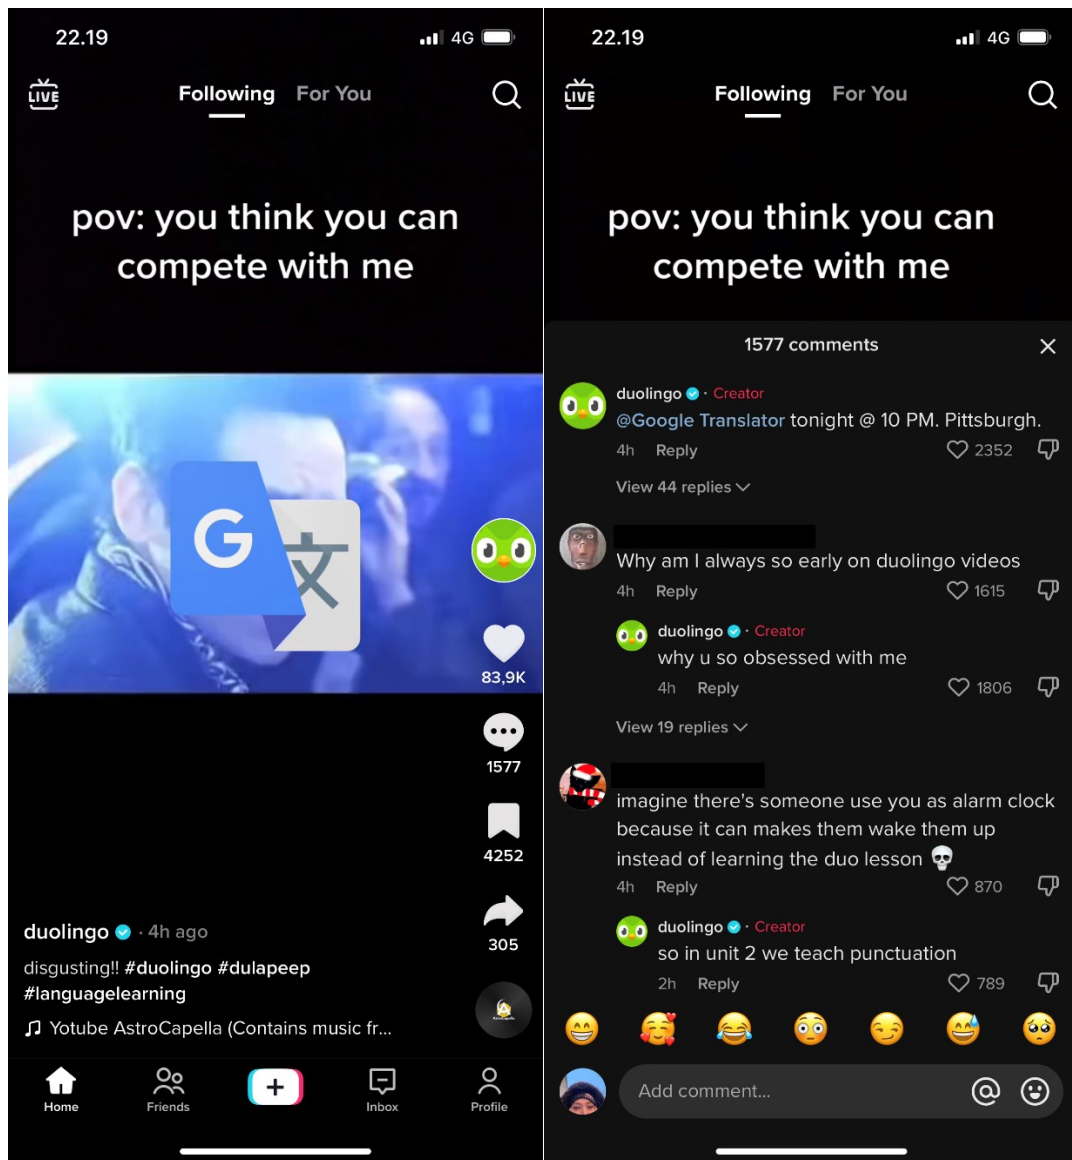 22.19
4G
LIVE
Following For You
pov: you think you can
compete with me
G
文
83,9K
1577
4252
305
duolingo · 4h ago
disgusting!! #duolingo #dulapeep
#languagelearning
Yotube AstroCapella (Contains music fr...
Home Friends Inbox Profile
22.19
4G
LIVE
Following For You
pov: you think you can
compete with me
1577 comments
duolingo · Creator
@Google Translator tonight @ 10 PM. Pittsburgh.
4h Reply 2352
View 44 replies
Why am I always so early on duolingo videos
4h Reply 1615
duolingo · Creator
why u so obsessed with me
4h Reply 1806
View 19 replies
imagine there's someone use you as alarm clock
because it can makes them wake them up
instead of learning the duo lesson 💀
4h Reply 870
duolingo · Creator
so in unit 2 we teach punctuation
2h Reply 789
😁 🥰 😂 😳 😏 😅 🥺
Add comment... @